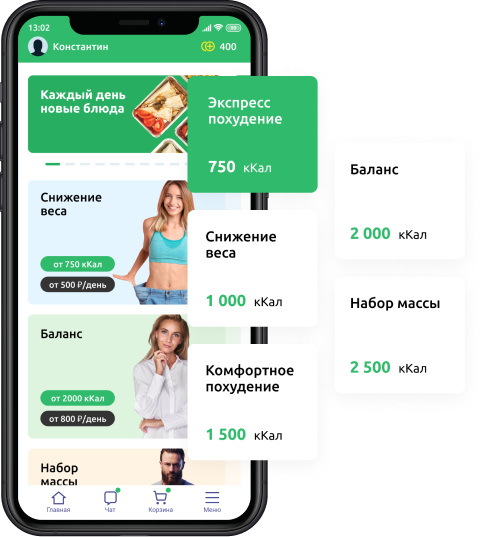 13:02
Константин
400
Каждый день
новые блюда
Снижение
веса
от 750 кКал
от 500 ₽/день
Баланс
от 2000 кКал
от 800 ₽/день
Набор
массы
Главная
Чат
Корзина
Меню
Экспресс
похудение
750 кКал
Снижение
веса
1 000 кКал
Комфортное
похудение
1 500 кКал
Баланс
2 000 кКал
Набор массы
2 500 кКал